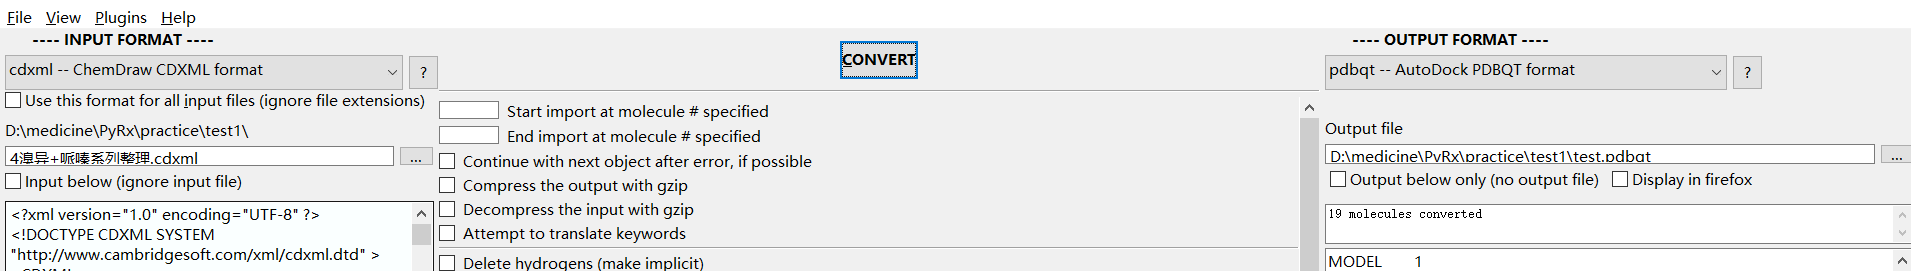 File View Plugins Help
---- INPUT FORMAT ----
cdxml -- ChemDraw CDXML format
?
Use this format for all input files (ignore file extensions)
D:\medicine\PyRx\practice\test1\
4溴异+哌嗪系列整理.cdxml
...
Input below (ignore input file)
<?xml version="1.0" encoding="UTF-8" ?>
<!DOCTYPE CDXML SYSTEM
"http://www.cambridgesoft.com/xml/cdxml.dtd" >
CONVERT
Start import at molecule # specified
End import at molecule # specified
Continue with next object after error, if possible
Compress the output with gzip
Decompress the input with gzip
Attempt to translate keywords
Delete hydrogens (make implicit)
---- OUTPUT FORMAT ----
pdbqt -- AutoDock PDBQT format
?
Output file
D:\medicine\PyRx\practice\test1\test.pdbqt
...
Output below only (no output file) Display in firefox
19 molecules converted
MODEL 1